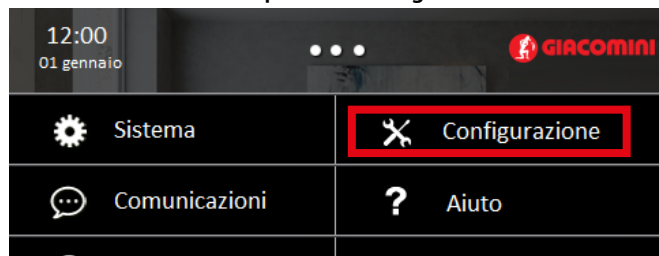 12:00
01 gennaio
GIACOMINI
Sistema
Configurazione
Comunicazioni
? Aiuto